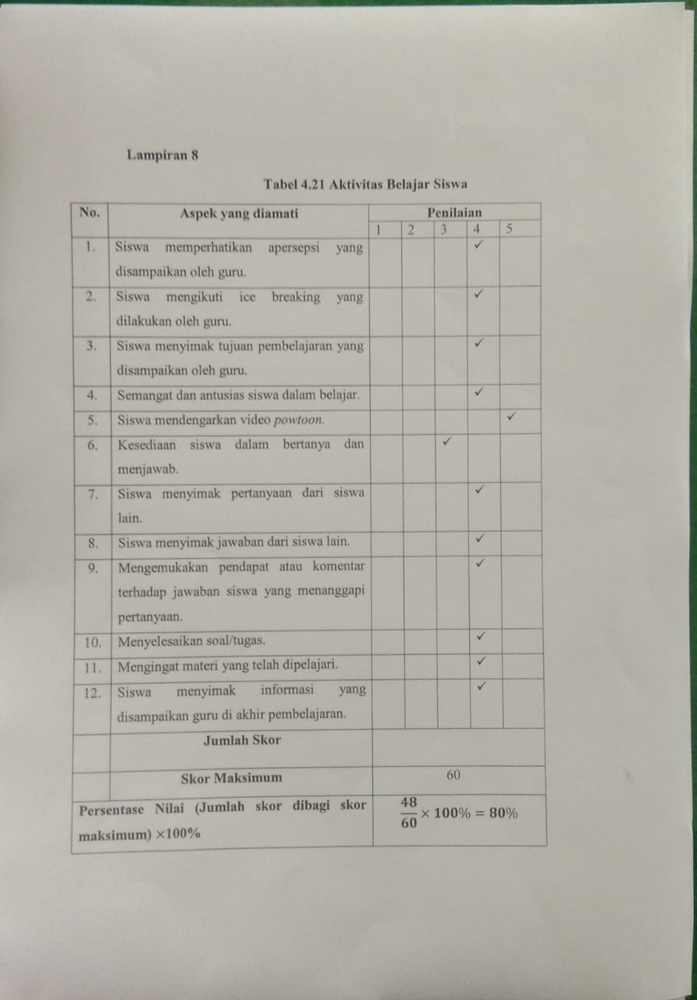 Lampiran 8
Tabel 4.21 Aktivitas Belajar Siswa
No. Aspek yang diamati Penilaian
1 2 3 4 5
1. Siswa memperhatikan apersepsi yang ✓
disampaikan oleh guru.
2. Siswa mengikuti ice breaking yang ✓
dilakukan oleh guru.
3. Siswa menyimak tujuan pembelajaran yang ✓
disampaikan oleh guru.
4. Semangat dan antusias siswa dalam belajar. ✓
5. Siswa mendengarkan video powtoon. ✓
6. Kesediaan siswa dalam bertanya dan ✓
menjawab.
7. Siswa menyimak pertanyaan dari siswa ✓
lain.
8. Siswa menyimak jawaban dari siswa lain. ✓
9. Mengemukakan pendapat atau komentar ✓
terhadap jawaban siswa yang menanggapi
pertanyaan.
10. Menyelesaikan soal/tugas. ✓
11. Mengingat materi yang telah dipelajari. ✓
12. Siswa menyimak informasi yang ✓
disampaikan guru di akhir pembelajaran.
Jumlah Skor
Skor Maksimum 60
Persentase Nilai (Jumlah skor dibagi skor
maksimum) ×100%
48/60 × 100% = 80%